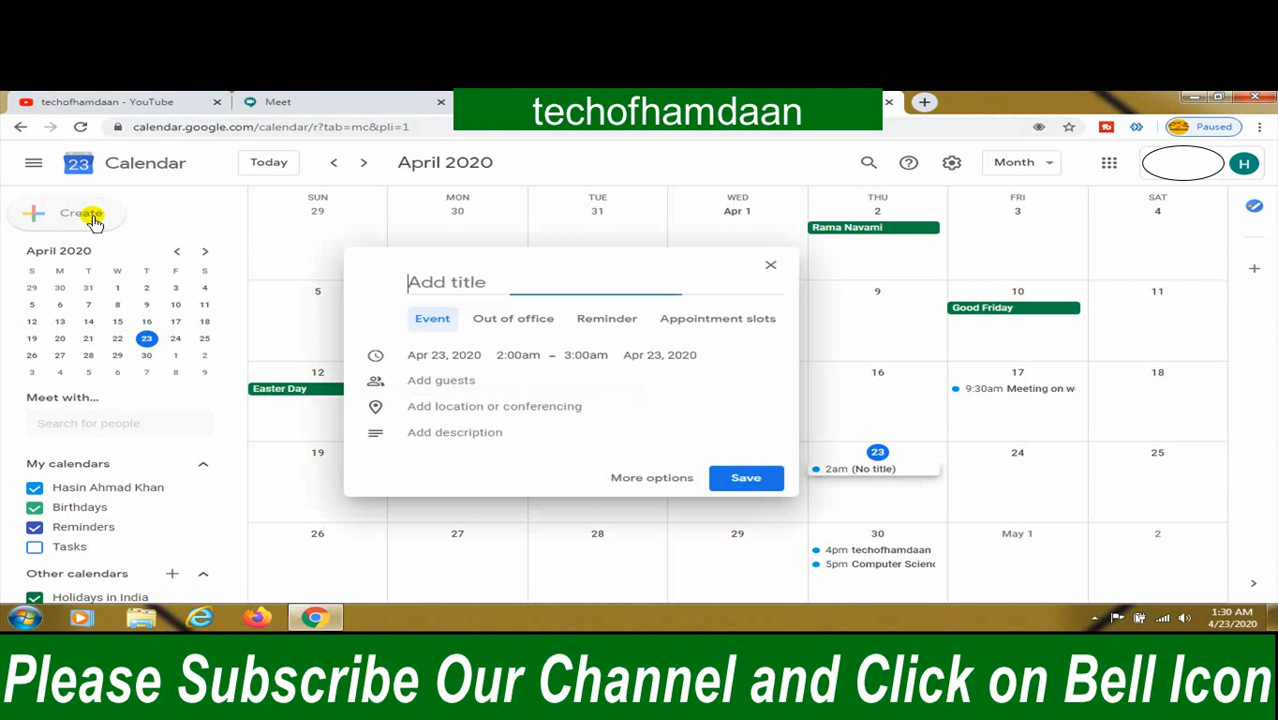 techofhamdaan - YouTube
Meet
techofhamdaan
calendar.google.com/calendar/r?tab=mc&pli=1
Paused
23
Calendar
Today
April 2020
Month
H
Create
April 2020
S M T W T F S
29 30 31 1 2 3 4
5 6 7 8 9 10 11
12 13 14 15 16 17 18
19 20 21 22 23 24 25
26 27 28 29 30 1 2
3 4 5 6 7 8 9
Meet with...
Search for people
My calendars
Hasin Ahmad Khan
Birthdays
Reminders
Tasks
Other calendars
Holidays in India
SUN MON TUE WED THU FRI SAT
29 30 31 Apr 1 2 3 4
Rama Navami
5 9 10 11
Good Friday
12 16 17 18
Easter Day
9:30am Meeting on w
19 23 24 25
2am (No title)
26 27 28 29 30 May 1 2
4pm techofhamdaan
5pm Computer Scien
Add title
Event Out of office Reminder Appointment slots
Apr 23, 2020 2:00am – 3:00am Apr 23, 2020
Add guests
Add location or conferencing
Add description
More options Save
1:30 AM
4/23/2020
Please Subscribe Our Channel and Click on Bell Icon